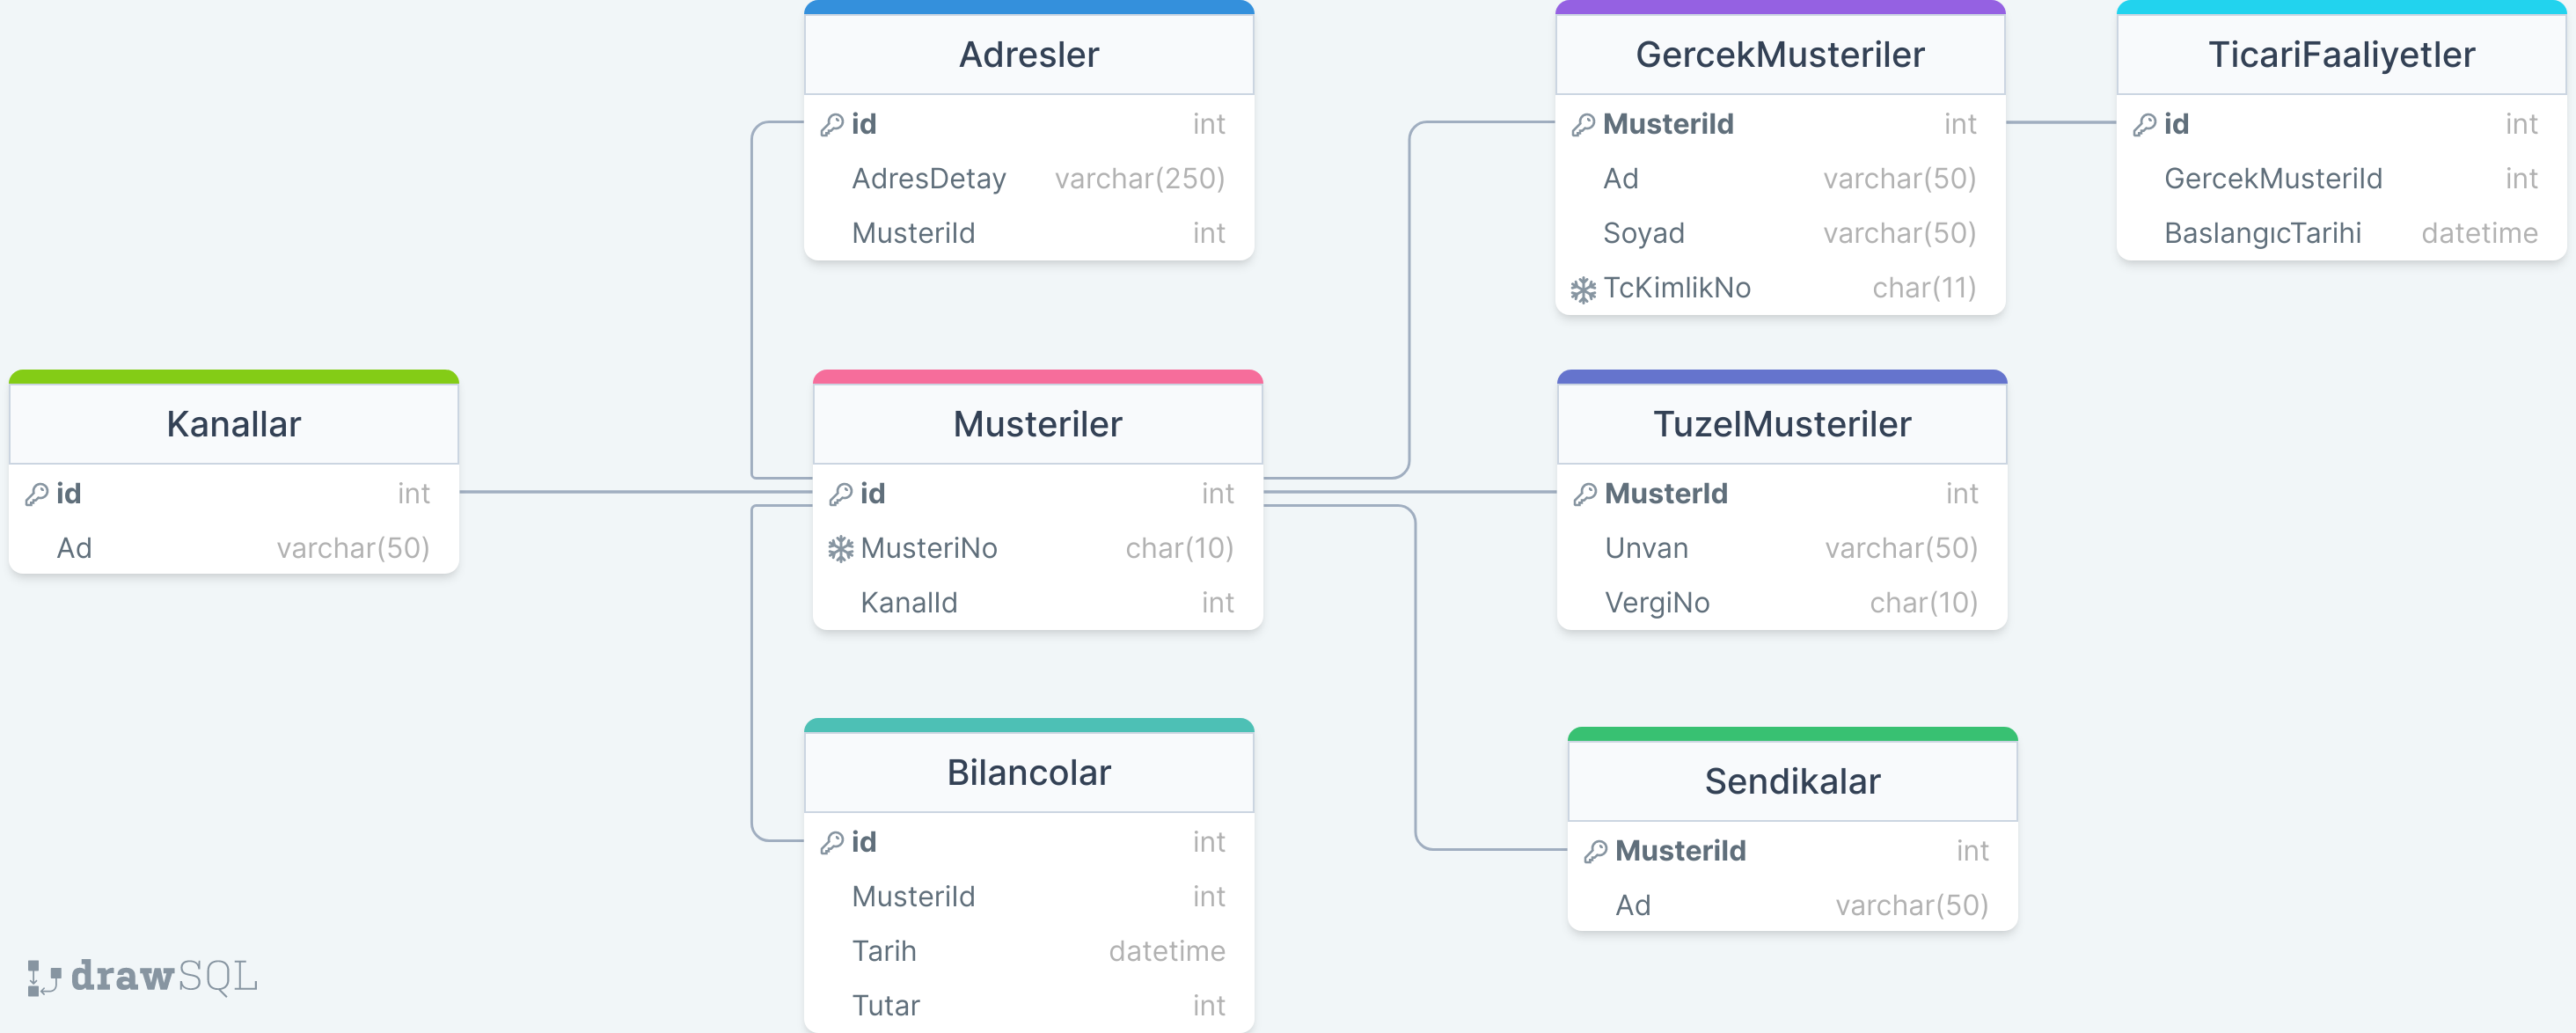 Adresler
id int
AdresDetay varchar(250)
MusteriId int
GercekMusteriler
MusteriId int
Ad varchar(50)
Soyad varchar(50)
TcKimlikNo char(11)
TicariFaaliyetler
id int
GercekMusteriId int
BaslangıcTarihi datetime
Kanallar
id int
Ad varchar(50)
Musteriler
id int
MusteriNo char(10)
KanalId int
TuzelMusteriler
MusterId int
Unvan varchar(50)
VergiNo char(10)
Bilancolar
id int
MusteriId int
Tarih datetime
Tutar int
Sendikalar
MusteriId int
Ad varchar(50)
drawSQL